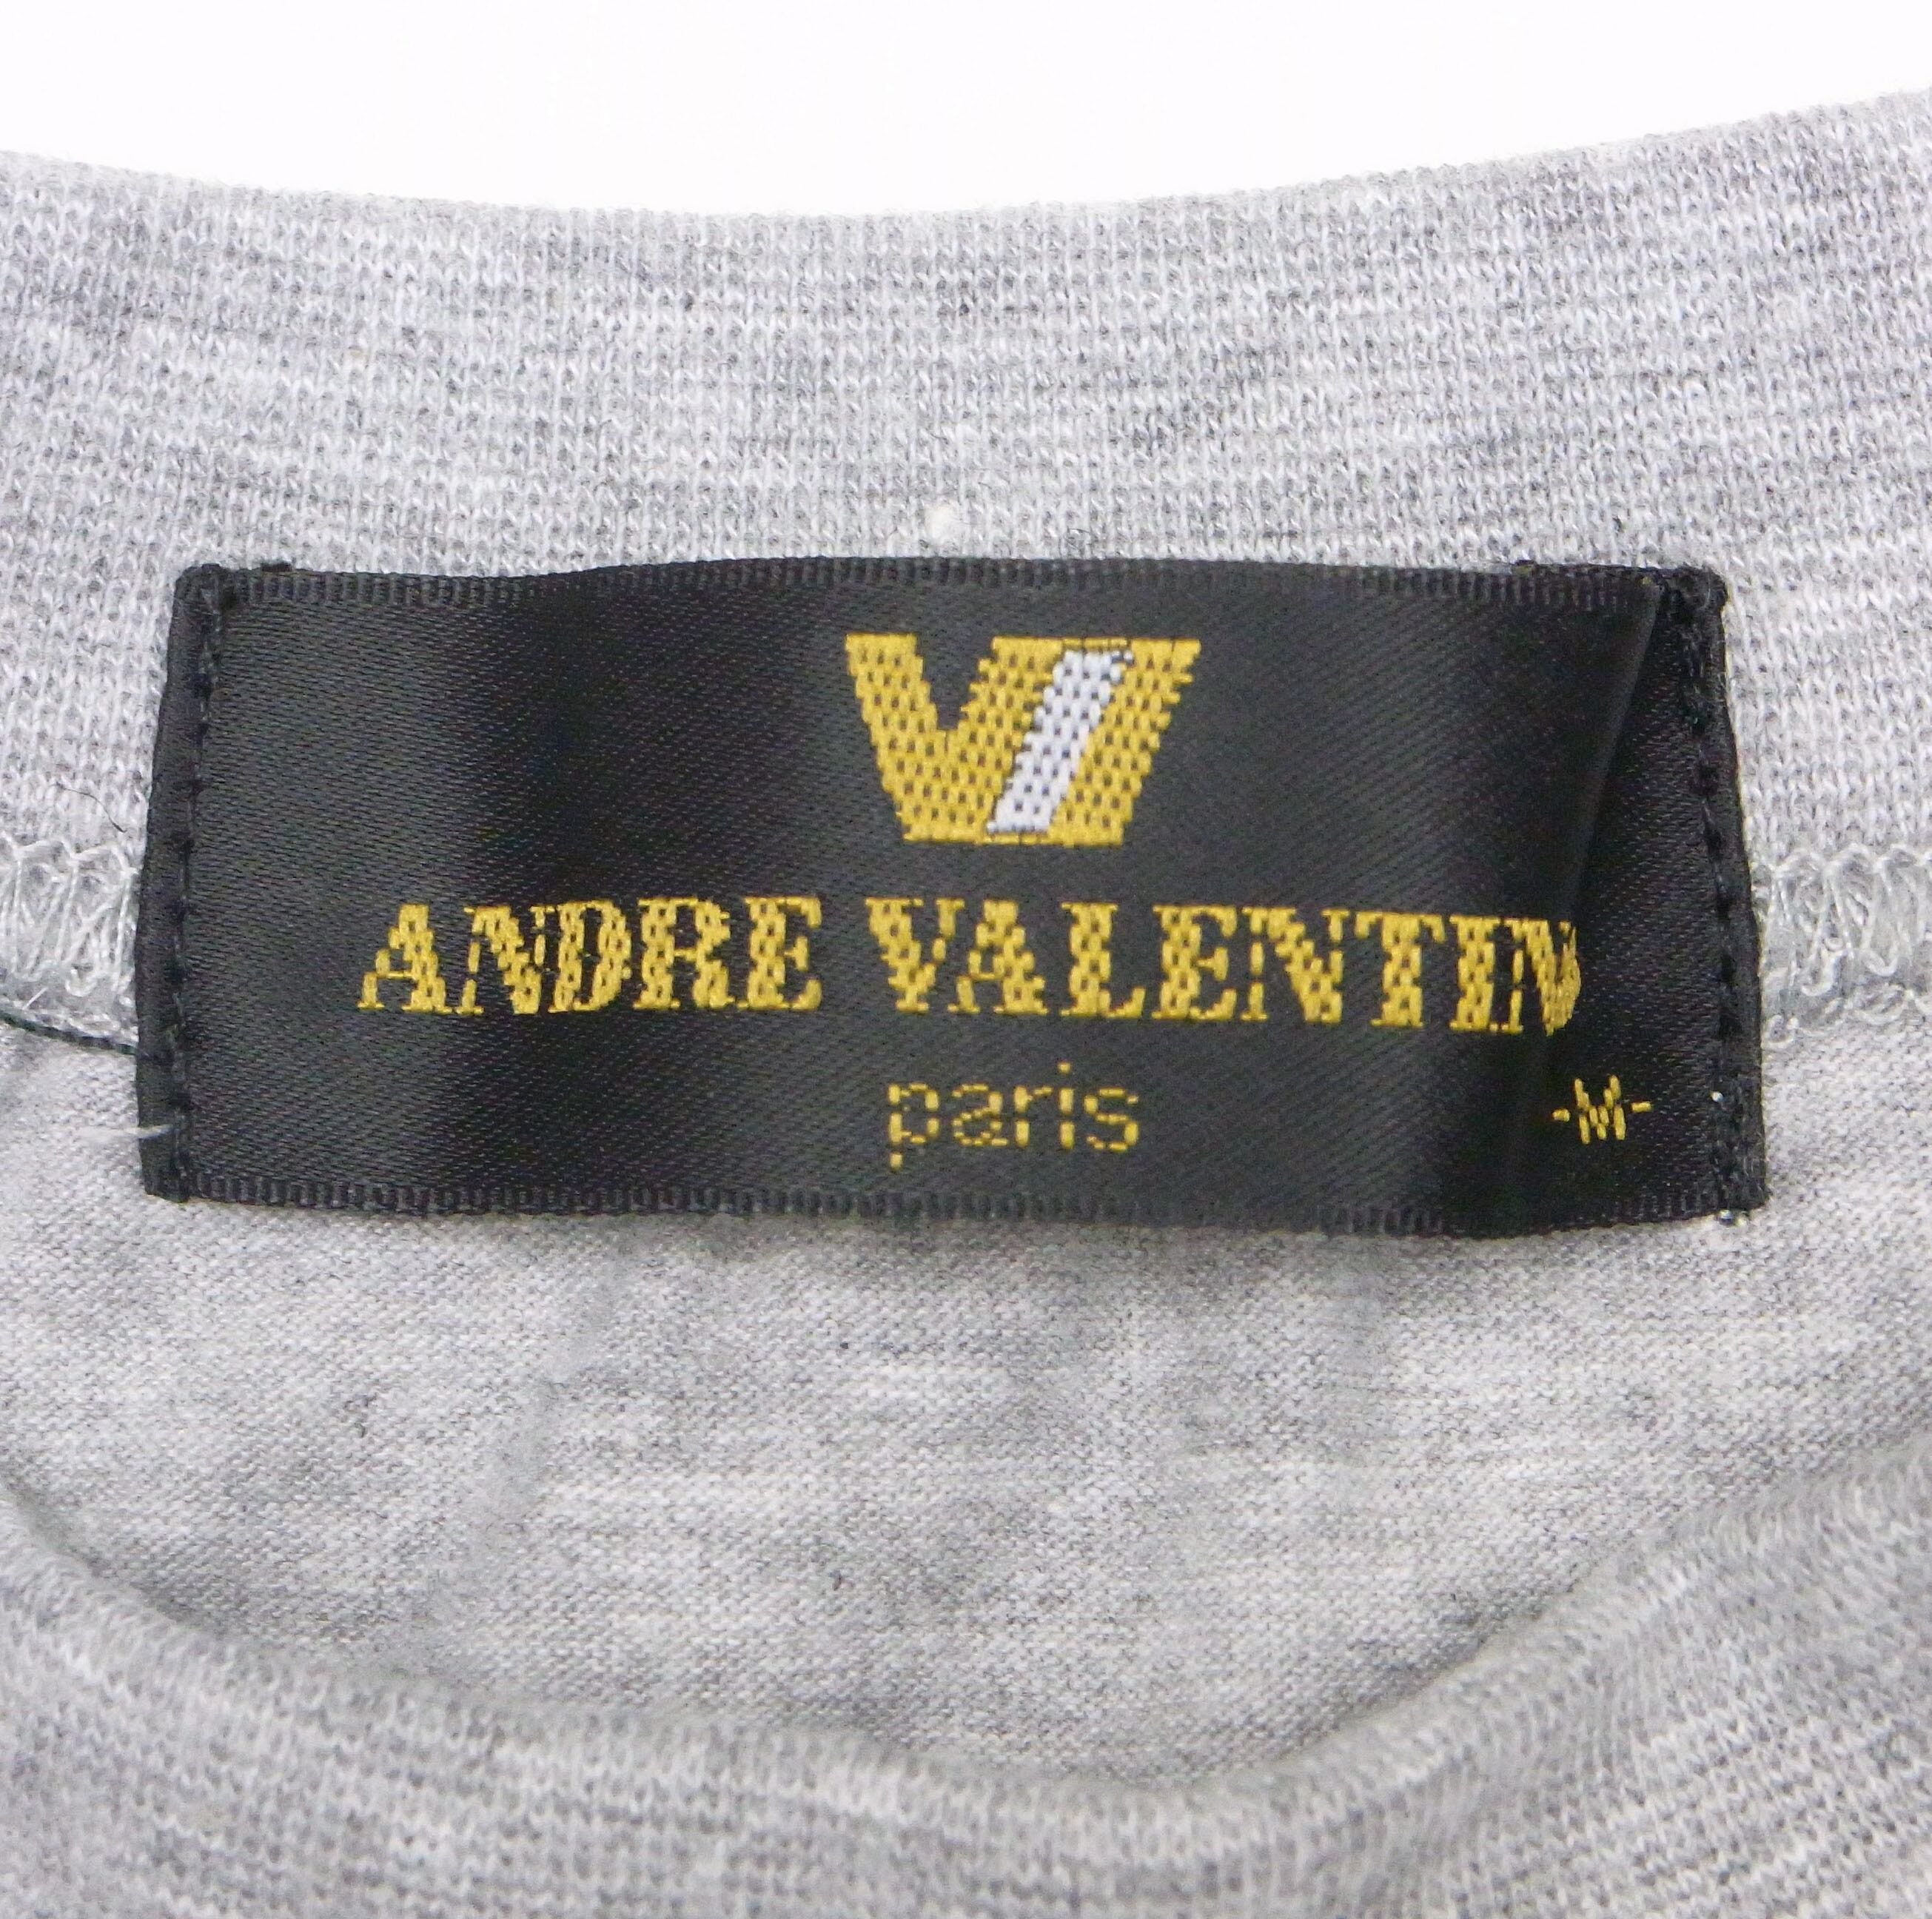 ANDRE VALENTIN
paris
-M-